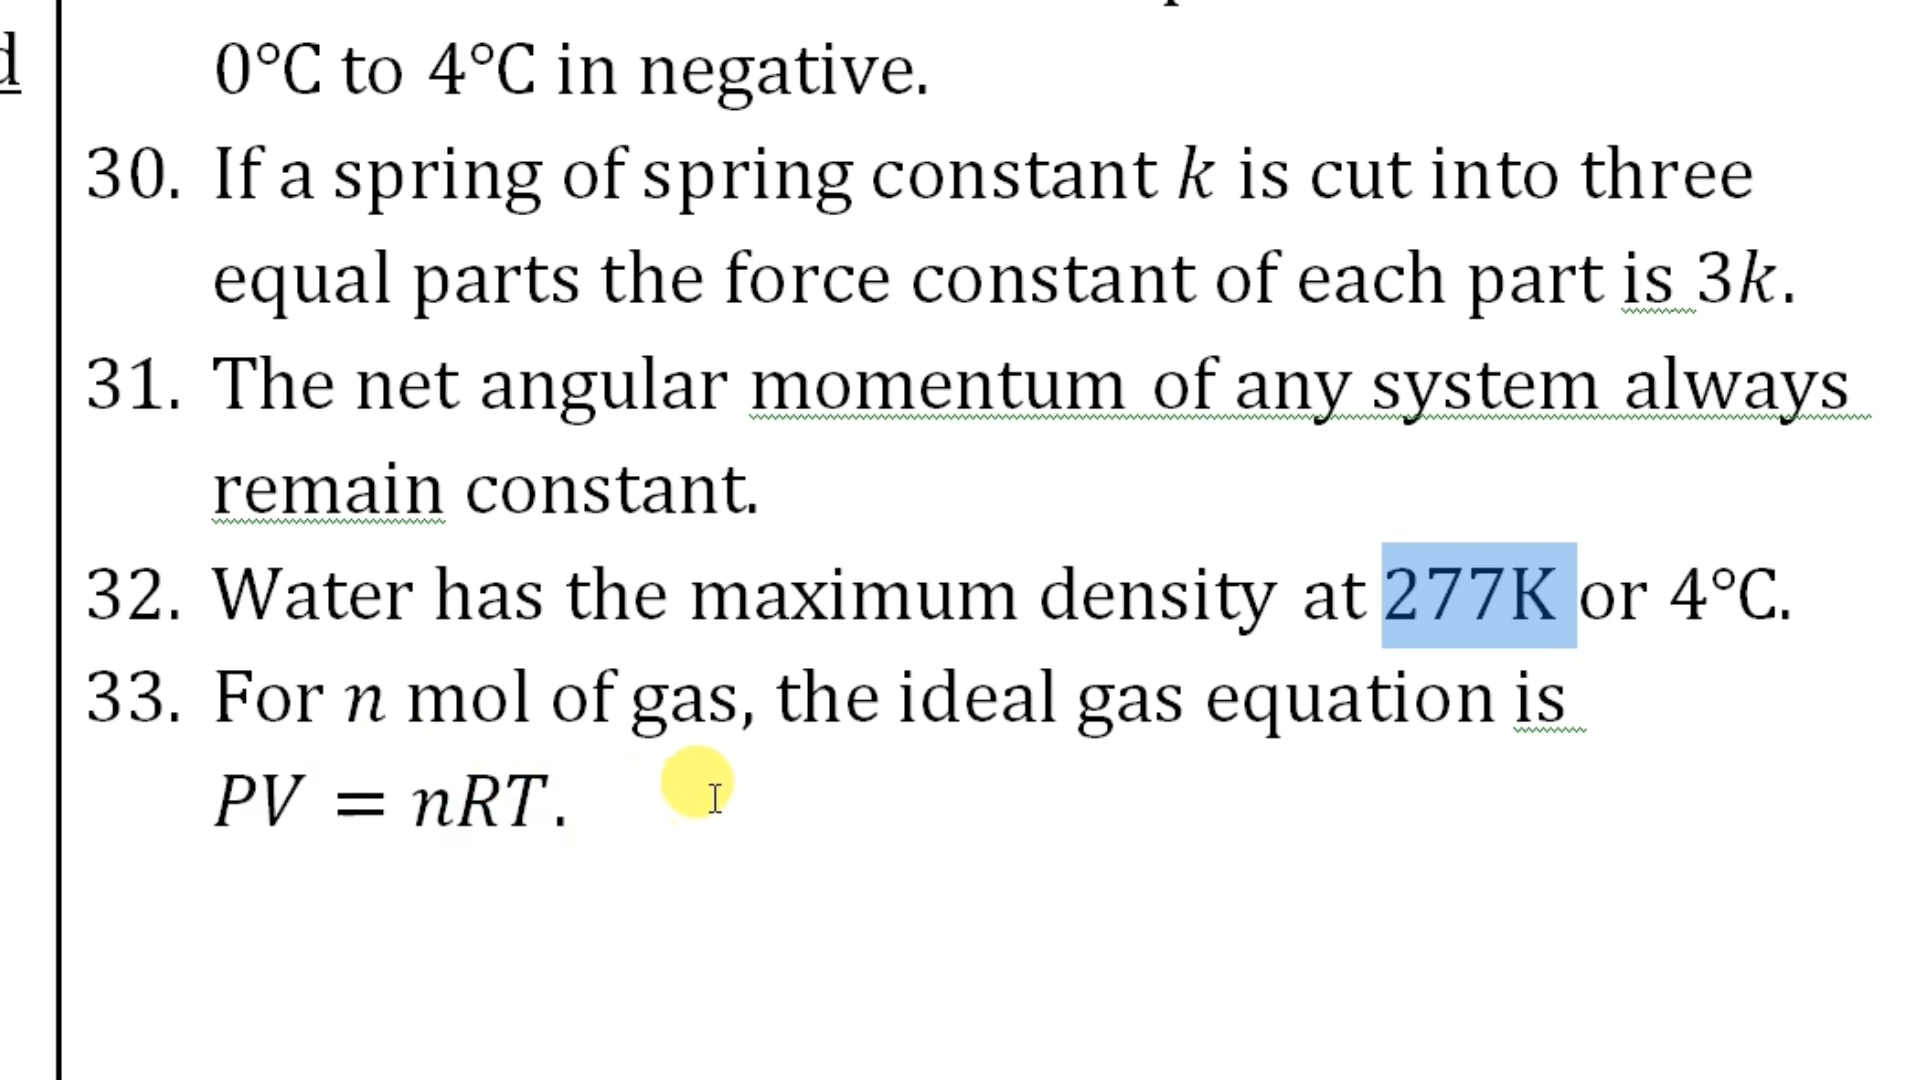 d
0°C to 4°C in negative.
30. If a spring of spring constant k is cut into three
equal parts the force constant of each part is 3k.
31. The net angular momentum of any system always
remain constant.
32. Water has the maximum density at 277K or 4°C.
33. For n mol of gas, the ideal gas equation is
PV = nRT.